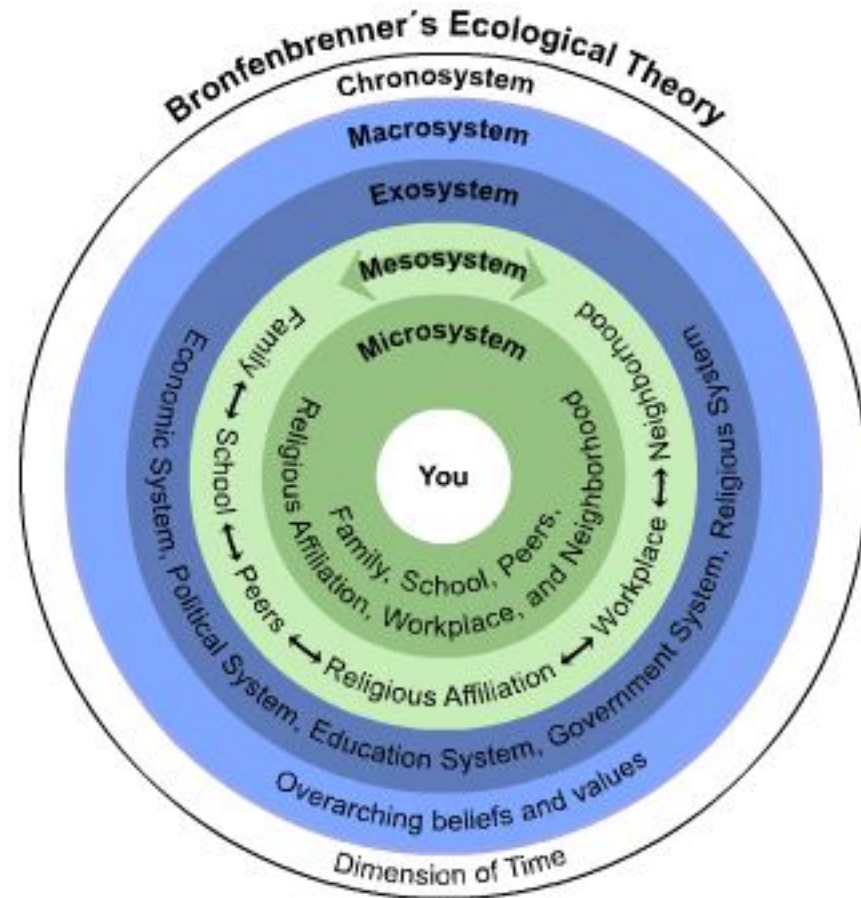 Bronfenbrenner´s Ecological Theory
Chronosystem
Macrosystem
Exosystem
Mesosystem
Microsystem
You
Family, School, Peers,
Religious Affiliation, Workplace, and Neighborhood
Family ↔ School ↔ Peers ↔ Religious Affiliation ↔ Workplace ↔ Neighborhood
Economic System, Political System, Education System, Government System, Religious System
Overarching beliefs and values
Dimension of Time